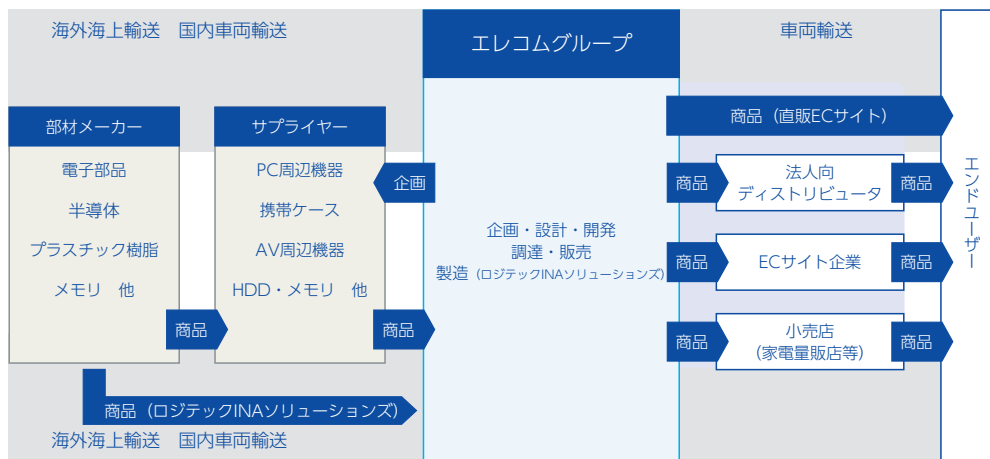 海外海上輸送　国内車両輸送
エレコムグループ
車両輸送
部材メーカー
電子部品
半導体
プラスチック樹脂
メモリ　他
商品
サプライヤー
PC周辺機器
携帯ケース
AV周辺機器
HDD・メモリ　他
企画
商品
商品（ロジテックINAソリューションズ）
海外海上輸送　国内車両輸送
企画・設計・開発
調達・販売
製造（ロジテックINAソリューションズ）
商品（直販ECサイト）
商品
法人向
ディストリビュータ
商品
商品
ECサイト企業
商品
商品
小売店
（家電量販店等）
商品
エンドユーザー